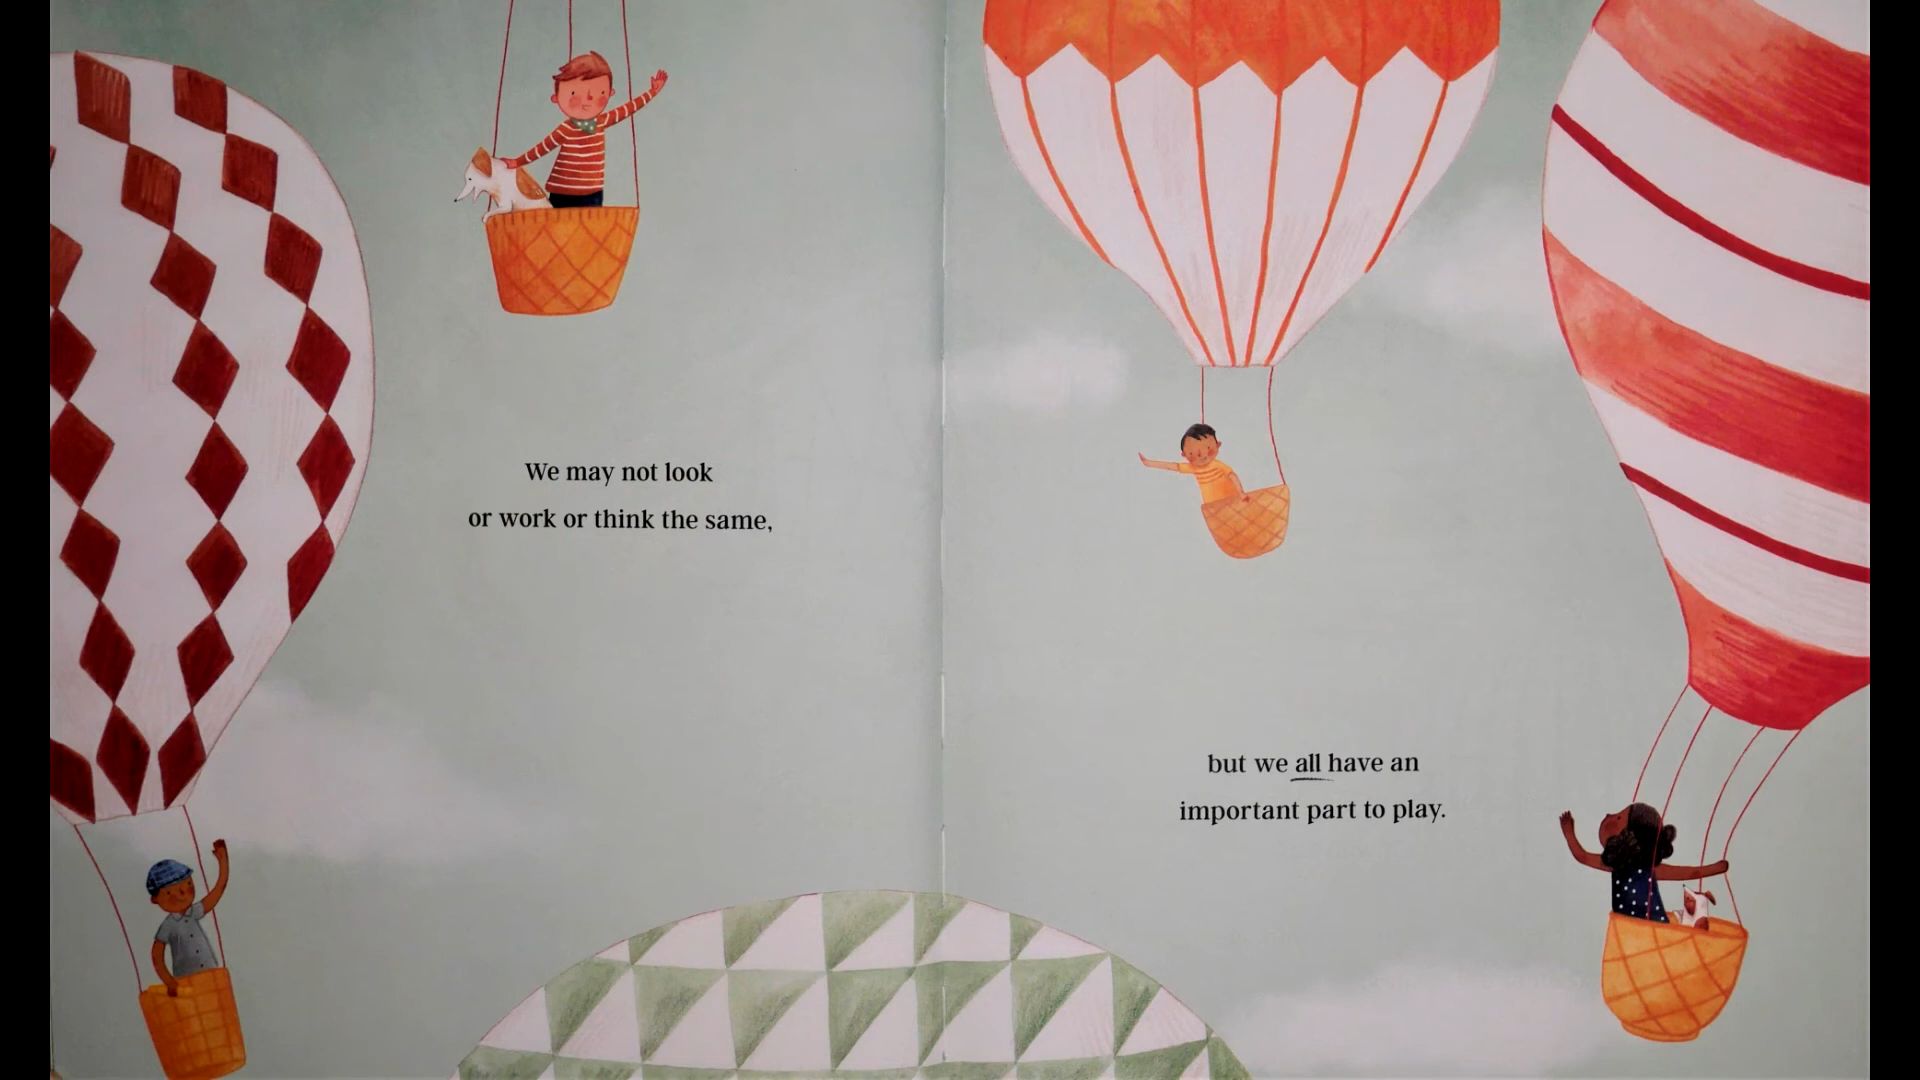 We may not look
or work or think the same,
but we all have an
important part to play.